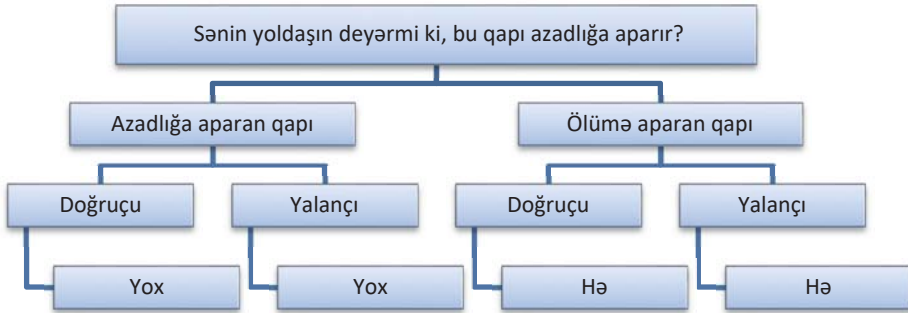 Sənin yoldaşın deyərmi ki, bu qapı azadlığa aparır?
Azadlığa aparan qapı
Ölümə aparan qapı
Doğruçu
Yalançı
Doğruçu
Yalançı
Yox
Yox
Hə
Hə